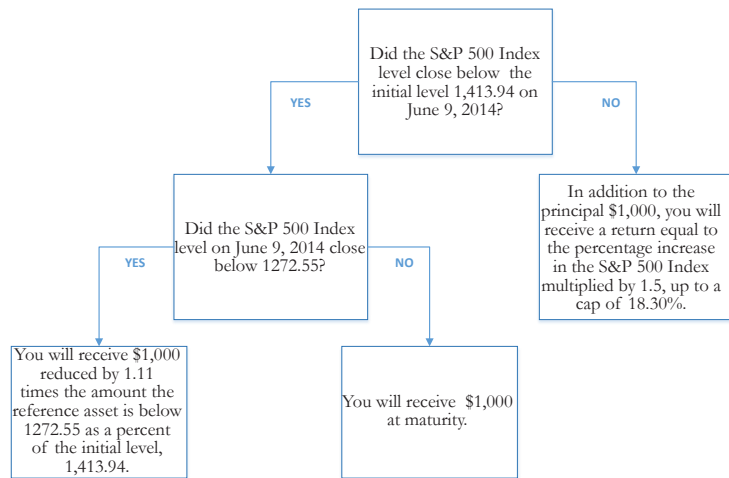 Did the S&P 500 Index
level close below the
initial level 1,413.94 on
June 9, 2014?
YES
NO
Did the S&P 500 Index
level on June 9, 2014 close
below 1272.55?
In addition to the
principal $1,000, you will
receive a return equal to
the percentage increase
in the S&P 500 Index
multiplied by 1.5, up to a
cap of 18.30%.
YES
NO
You will receive $1,000
reduced by 1.11
times the amount the
reference asset is below
1272.55 as a percent
of the initial level,
1,413.94.
You will receive $1,000
at maturity.